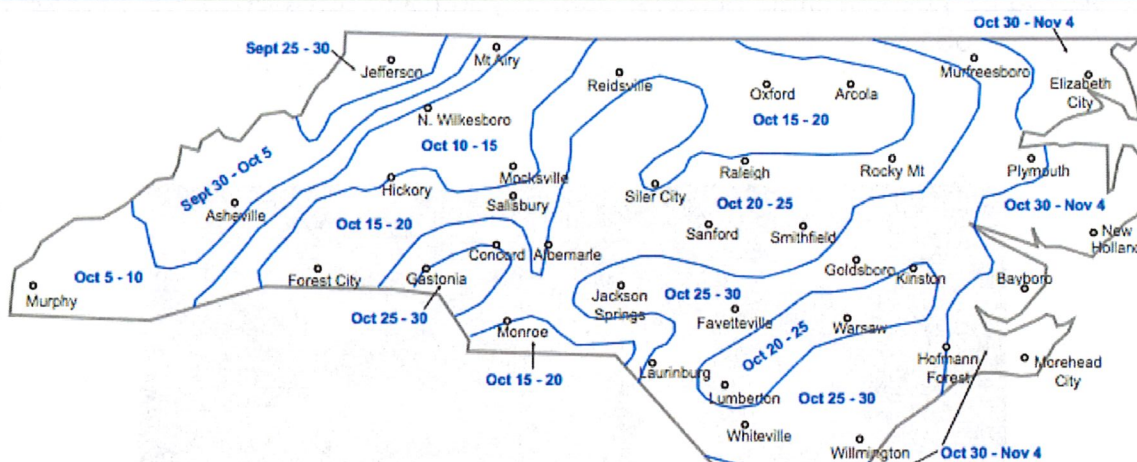 Oct 30 - Nov 4
Sept 25 - 30
Mt Airy
Jefferson
Murfreesboro
Reidsville
Elizabeth
City
Oxford
Arcola
N. Wilkesboro
Oct 15 - 20
Oct 10 - 15
Sept 30 - Oct 5
Mocksville
Raleigh
Rocky Mt
Plymouth
Hickory
Siler City
Salisbury
Oct 20 - 25
Oct 30 - Nov 4
Asheville
Oct 15 - 20
Sanford
Smithfield
New
Holland
Concord
Albemarle
Oct 5 - 10
Forest City
Gastonia
Goldsboro
Kinston
Murphy
Jackson
Springs
Oct 25 - 30
Bayboro
Oct 25 - 30
Favetteville
Warsaw
Monroe
Oct 20 - 25
Hofmann
Forest
Morehead
City
Oct 15 - 20
Laurinburg
Lumberton
Oct 25 - 30
Whiteville
Wilmington
Oct 30 - Nov 4